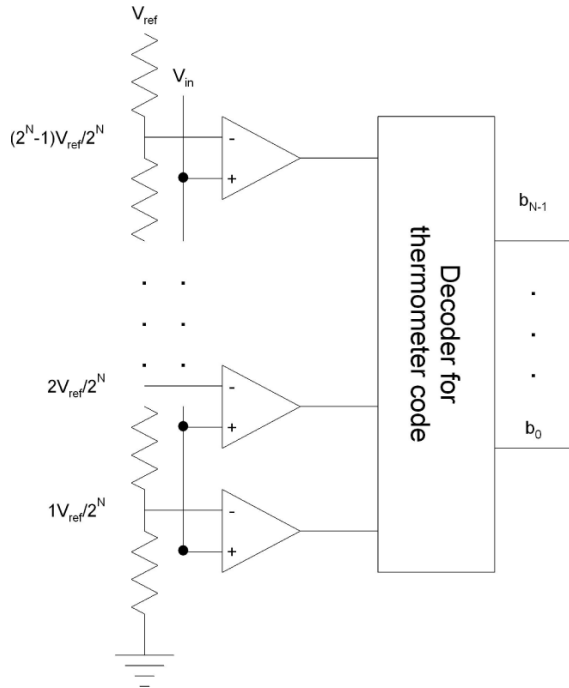 V_ref
V_in
(2^N-1)V_ref/2^N
-
+
b_N-1
Decoder for
thermometer code
2V_ref/2^N
-
+
b_0
1V_ref/2^N
-
+